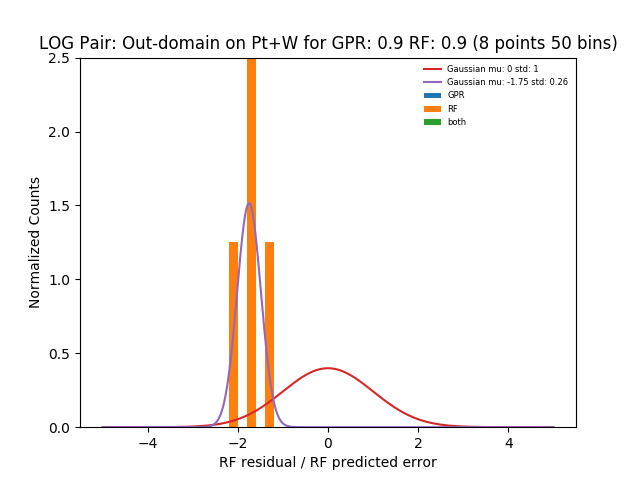 LOG Pair: Out-domain on Pt+W for GPR: 0.9 RF: 0.9 (8 points 50 bins)
Gaussian mu: 0 std: 1
Gaussian mu: -1.75 std: 0.26
GPR
RF
both
Normalized Counts
2.5
2.0
1.5
1.0
0.5
0.0
−4 −2 0 2 4
RF residual / RF predicted error